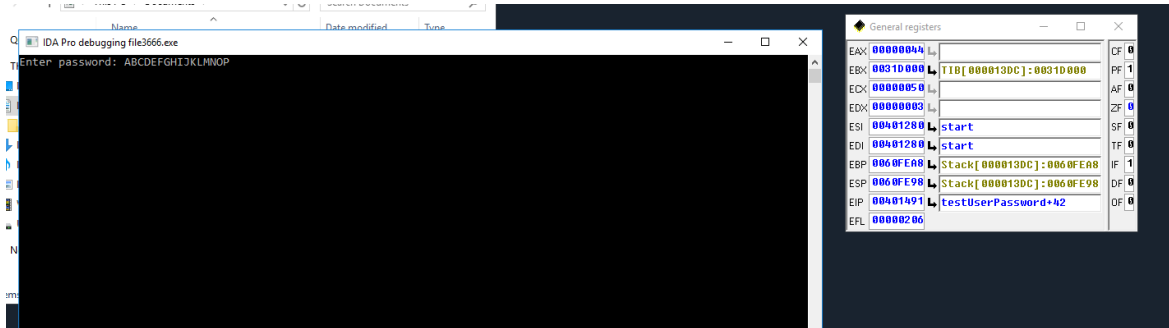 Name
Date modified
Type
IDA Pro debugging file3666.exe
Enter password: ABCDEFGHIJKLMNOP
General registers
EAX 00000044
CF 0
EBX 0031D000 TIB[000013DC]:0031D000
PF 1
ECX 00000050
AF 0
EDX 00000003
ZF 0
ESI 00401280 start
SF 0
EDI 00401280 start
TF 0
EBP 0060FEA8 Stack[000013DC]:0060FEA8
IF 1
ESP 0060FE98 Stack[000013DC]:0060FE98
DF 0
EIP 00401491 testUserPassword+42
OF 0
EFL 00000206